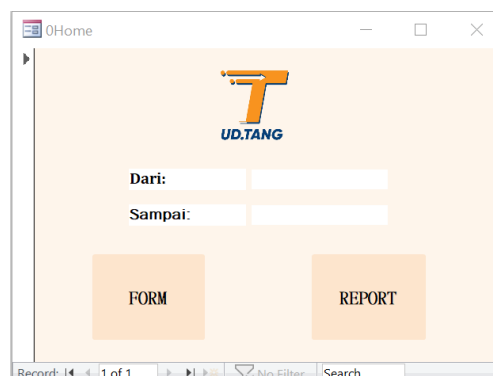 0Home
UD.TANG
Dari:
Sampai:
FORM REPORT
Record: 1 of 1 No Filter Search